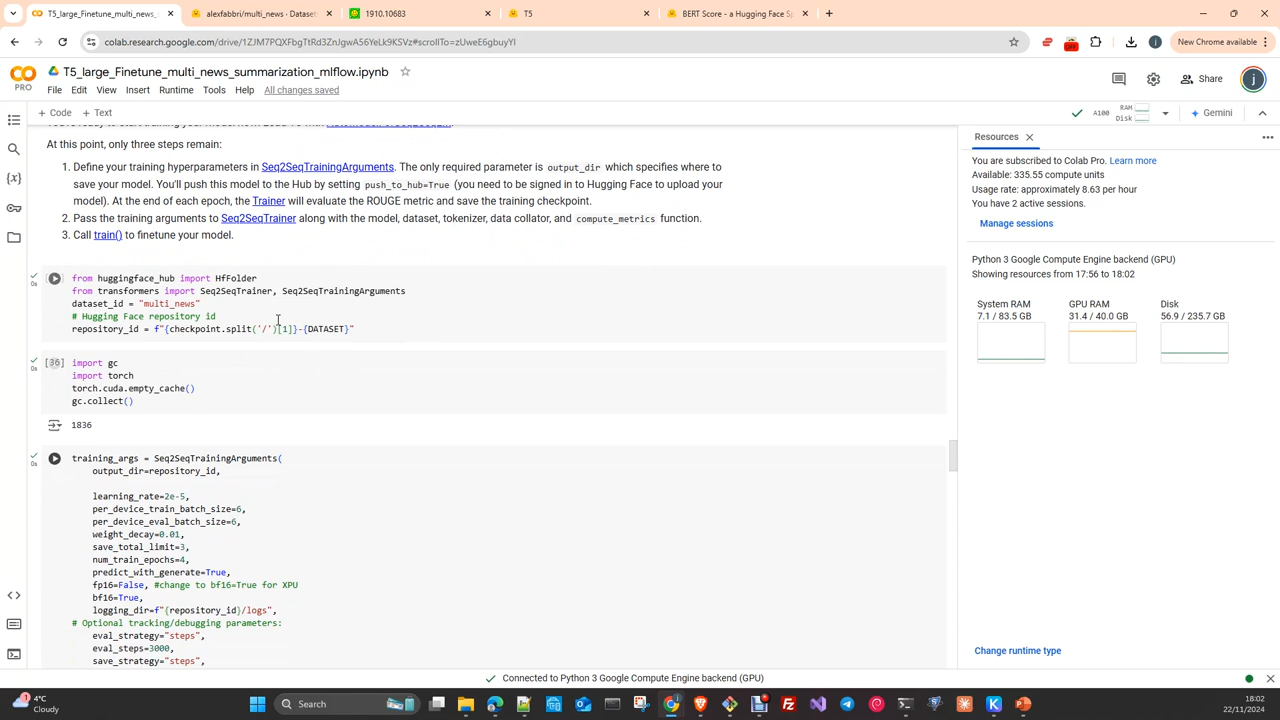 T5_large_Finetune_multi_news_s
alexfabbri/multi_news · Dataset
1910.10683
T5
BERT Score - a Hugging Face Sp
colab.research.google.com/drive/1ZJM7PQXFbgTtRd3ZnJgwA56YeLk9KSVz#scrollTo=zUweE6gbuyYI
OFF
New Chrome available
T5_large_Finetune_multi_news_summarization_mlflow.ipynb
PRO
File Edit View Insert Runtime Tools Help All changes saved
Share
+ Code + Text
A100 RAM Disk
Gemini
At this point, only three steps remain:
1. Define your training hyperparameters in Seq2SeqTrainingArguments. The only required parameter is output_dir which specifies where to
save your model. You'll push this model to the Hub by setting push_to_hub=True (you need to be signed in to Hugging Face to upload your
model). At the end of each epoch, the Trainer will evaluate the ROUGE metric and save the training checkpoint.
2. Pass the training arguments to Seq2SeqTrainer along with the model, dataset, tokenizer, data collator, and compute_metrics function.
3. Call train() to finetune your model.
0s
from huggingface_hub import HfFolder
from transformers import Seq2SeqTrainer, Seq2SeqTrainingArguments
dataset_id = "multi_news"
# Hugging Face repository id
repository_id = f"{checkpoint.split('/')[1]}-{DATASET}"
0s
[36]
import gc
import torch
torch.cuda.empty_cache()
gc.collect()
1836
0s
training_args = Seq2SeqTrainingArguments(
output_dir=repository_id,
learning_rate=2e-5,
per_device_train_batch_size=6,
per_device_eval_batch_size=6,
weight_decay=0.01,
save_total_limit=3,
num_train_epochs=4,
predict_with_generate=True,
fp16=False, #change to bf16=True for XPU
bf16=True,
logging_dir=f"{repository_id}/logs",
# Optional tracking/debugging parameters:
eval_strategy="steps",
eval_steps=3000,
save_strategy="steps",
Resources
You are subscribed to Colab Pro. Learn more
Available: 335.55 compute units
Usage rate: approximately 8.63 per hour
You have 2 active sessions.
Manage sessions
Python 3 Google Compute Engine backend (GPU)
Showing resources from 17:56 to 18:02
System RAM GPU RAM Disk
7.1 / 83.5 GB 31.4 / 40.0 GB 56.9 / 235.7 GB
Change runtime type
Connected to Python 3 Google Compute Engine backend (GPU)
4°C
Cloudy
Search
18:02
22/11/2024